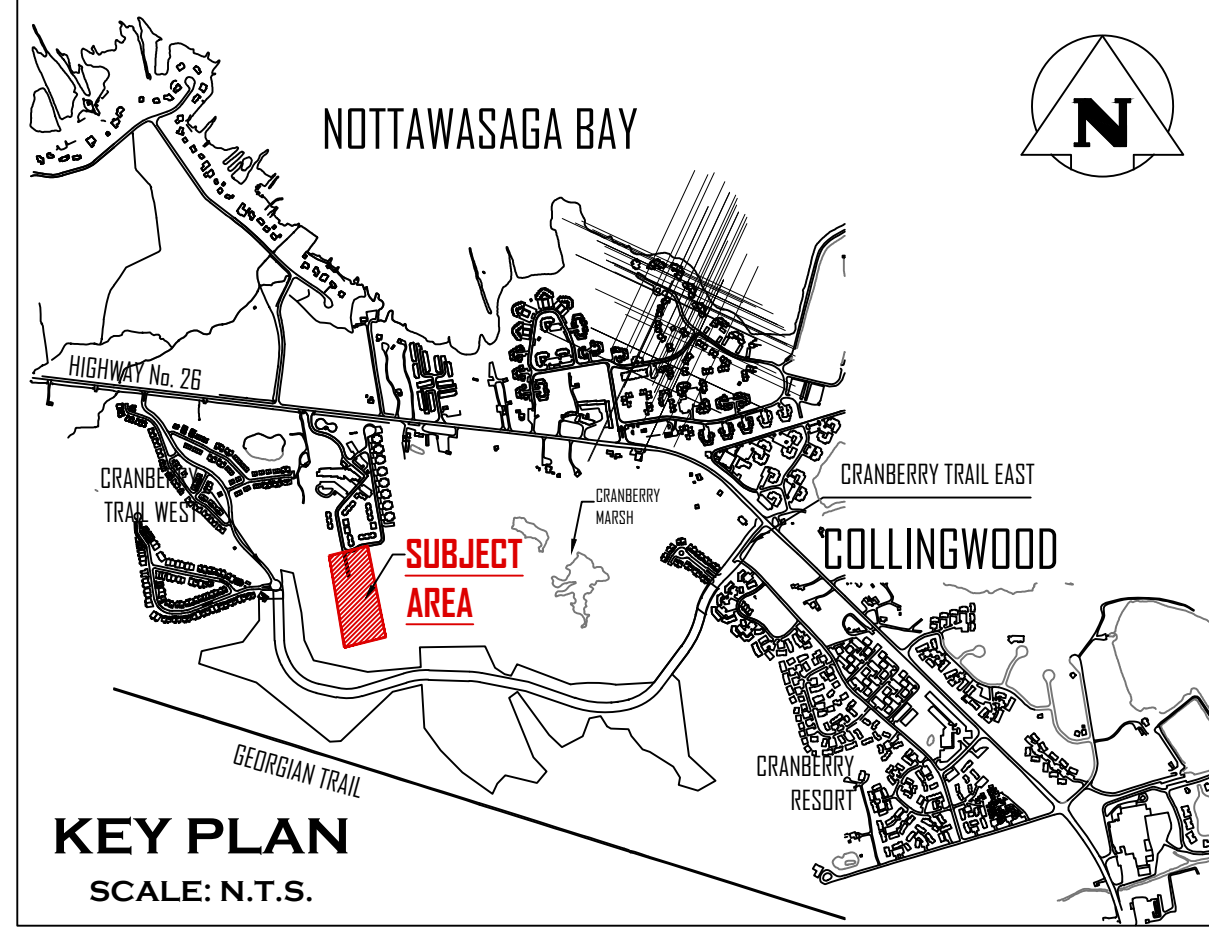 NOTTAWASAGA BAY
N
HIGHWAY No. 26
CRANBERRY
TRAIL WEST
CRANBERRY
MARSH
CRANBERRY TRAIL EAST
COLLINGWOOD
SUBJECT
AREA
GEORGIAN TRAIL
CRANBERRY
RESORT
KEY PLAN
SCALE: N.T.S.